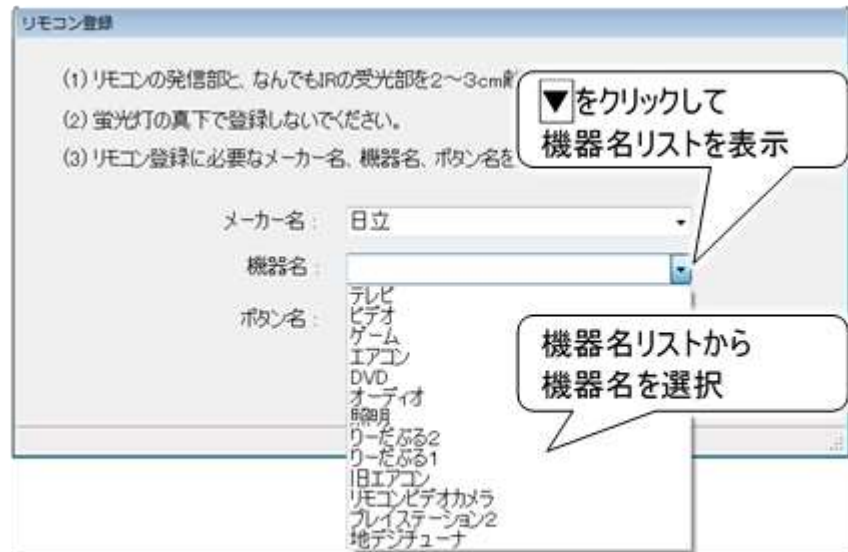 リモコン登録
(1)リモコンの発信部と、なんでもIRの受光部を2～3cm
▼をクリックして
機器名リストを表示
(2)蛍光灯の真下で登録しないでください。
(3)リモコン登録に必要なメーカー名、機器名、ボタン名を
メーカー名：
日立
機器名：
ボタン名：
テレビ
ビデオ
ゲーム
エアコン
DVD
オーディオ
照明
りーだぶる2
りーだぶる1
旧エアコン
リモコンビデオカメラ
プレイステーション2
地デジチューナ
機器名リストから
機器名を選択